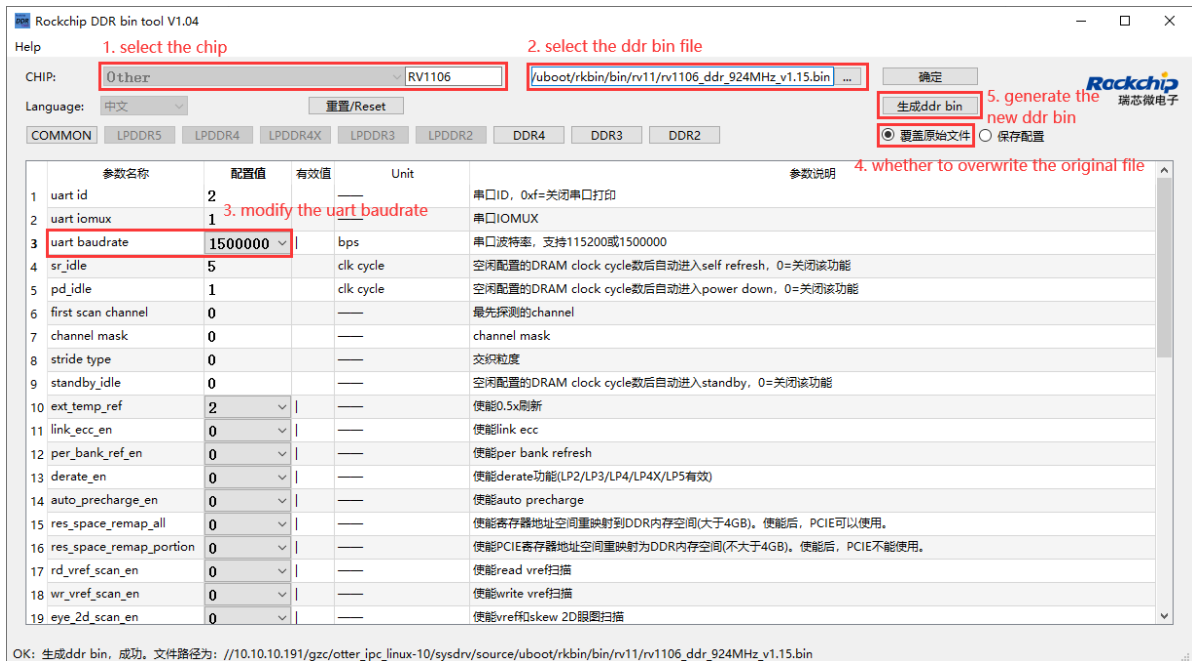 Rockchip DDR bin tool V1.04
Help
1. select the chip
2. select the ddr bin file
CHIP:
Other
RV1106
/uboot/rkbin/bin/rv11/rv1106_ddr_924MHz_v1.15.bin
...
确定
Rockchip
瑞芯微电子
Language:
中文
重置/Reset
生成ddr bin
5. generate the
new ddr bin
COMMON LPDDR5 LPDDR4 LPDDR4X LPDDR3 LPDDR2 DDR4 DDR3 DDR2
覆盖原始文件 保存配置
4. whether to overwrite the original file
参数名称 配置值 有效值 Unit 参数说明
1 uart id 2 —— 串口ID，0xf=关闭串口打印
3. modify the uart baudrate
2 uart iomux 1 —— 串口IOMUX
3 uart baudrate 1500000 bps 串口波特率，支持115200或1500000
4 sr_idle 5 clk cycle 空闲配置的DRAM clock cycle数后自动进入self refresh，0=关闭该功能
5 pd_idle 1 clk cycle 空闲配置的DRAM clock cycle数后自动进入power down，0=关闭该功能
6 first scan channel 0 —— 最先探测的channel
7 channel mask 0 —— channel mask
8 stride type 0 —— 交织粒度
9 standby_idle 0 —— 空闲配置的DRAM clock cycle数后自动进入standby，0=关闭该功能
10 ext_temp_ref 2 —— 使能0.5x刷新
11 link_ecc_en 0 —— 使能link ecc
12 per_bank_ref_en 0 —— 使能per bank refresh
13 derate_en 0 —— 使能derate功能(LP2/LP3/LP4/LP4X/LP5有效)
14 auto_precharge_en 0 —— 使能auto precharge
15 res_space_remap_all 0 —— 使能寄存器地址空间重映射到DDR内存空间(大于4GB)。使能后，PCIE可以使用。
16 res_space_remap_portion 0 —— 使能PCIE寄存器地址空间重映射为DDR内存空间(不大于4GB)。使能后，PCIE不能使用。
17 rd_vref_scan_en 0 —— 使能read vref扫描
18 wr_vref_scan_en 0 —— 使能write vref扫描
19 eye_2d_scan_en 0 —— 使能vref和skew 2D眼图扫描
OK：生成ddr bin，成功。文件路径为：//10.10.10.191/gzc/otter_ipc_linux-10/sysdrv/source/uboot/rkbin/bin/rv11/rv1106_ddr_924MHz_v1.15.bin